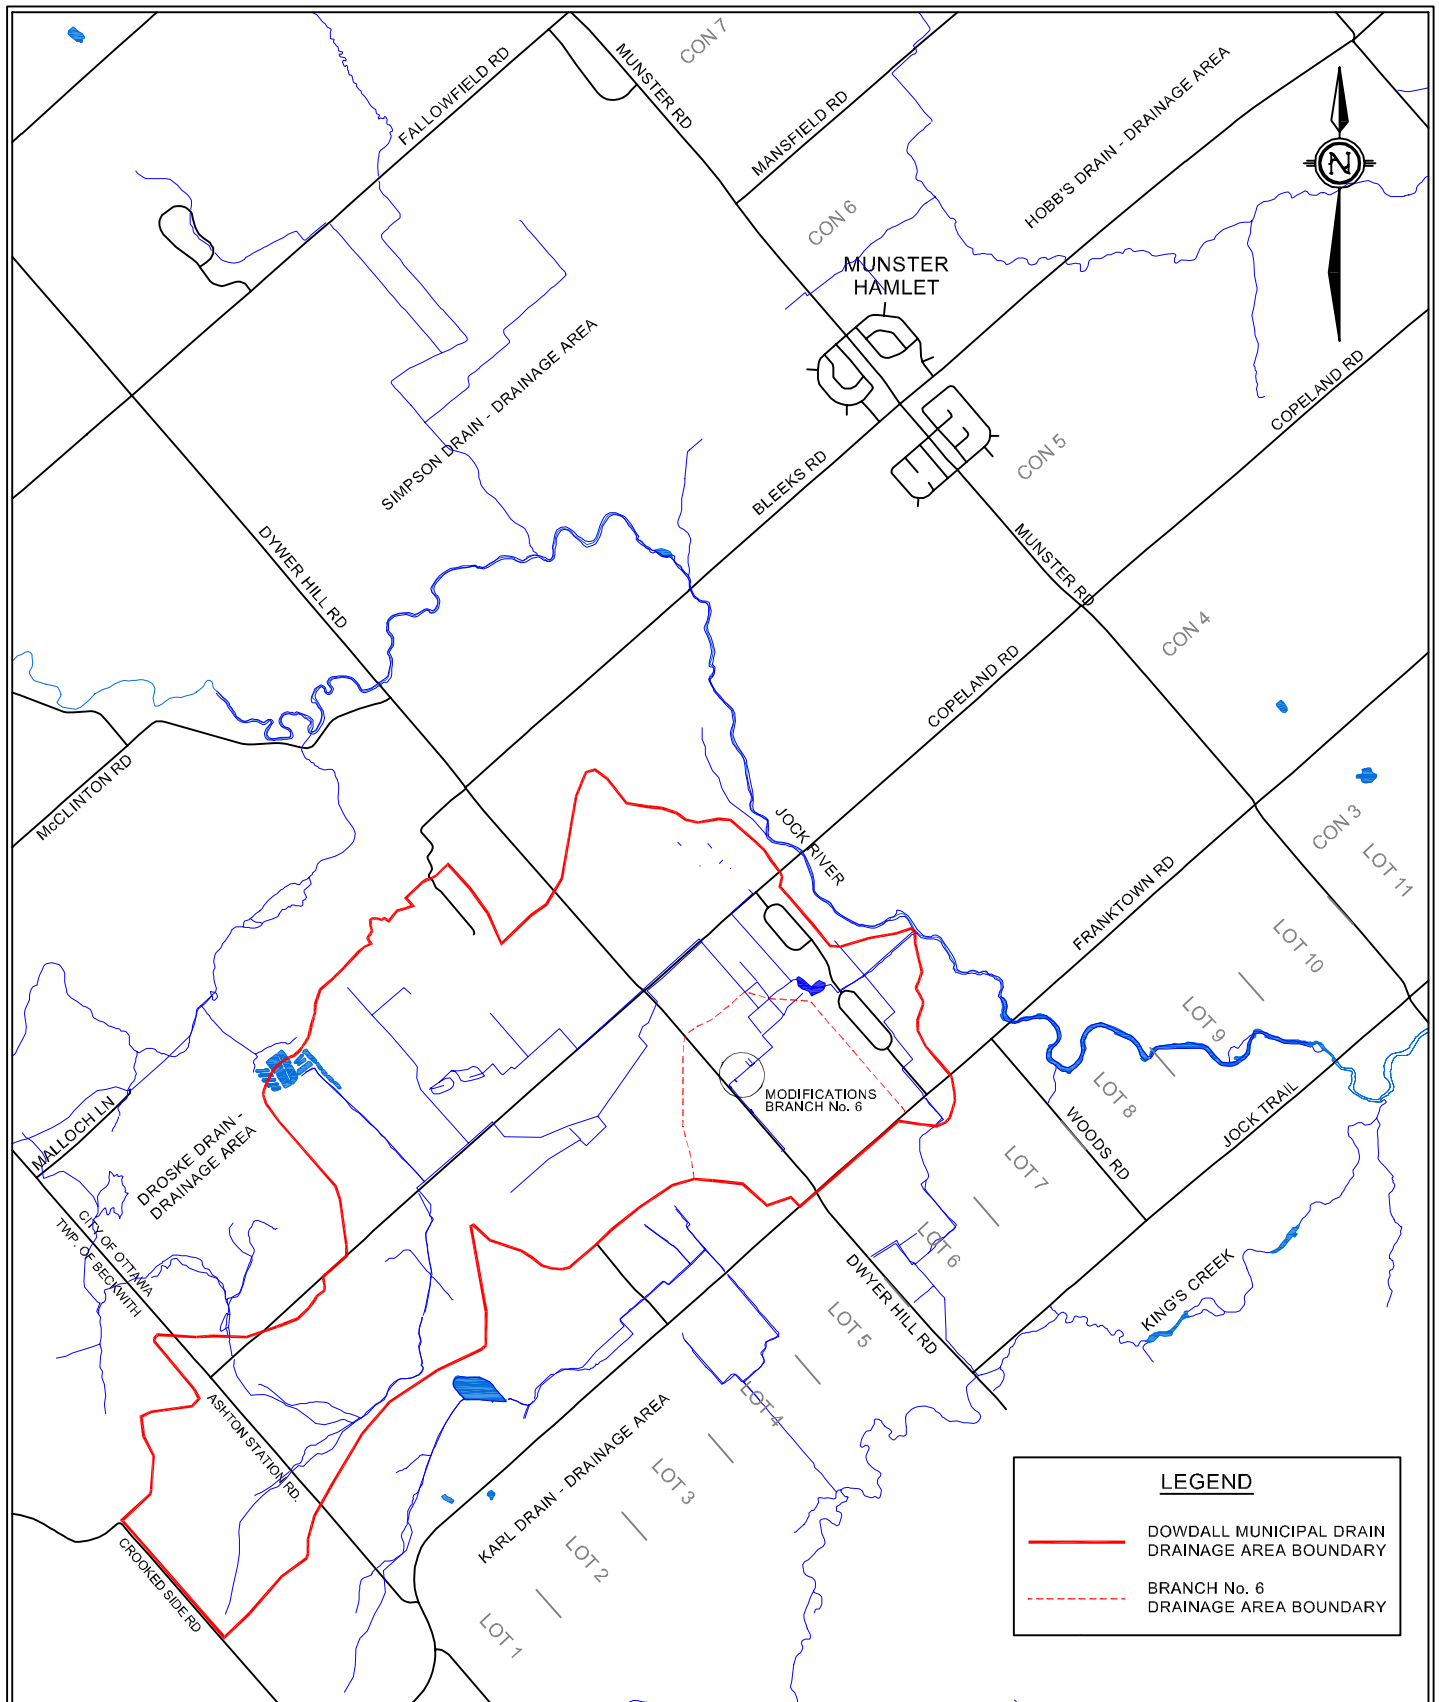 CON 7
FALLOWFIELD RD
MUNSTER RD
MANSFIELD RD
HOBB'S DRAIN - DRAINAGE AREA
N
CON 6
MUNSTER
HAMLET
SIMPSON DRAIN - DRAINAGE AREA
COPELAND RD
BLEEKS RD
CON 5
DYWER HILL RD
MUNSTER RD
CON 4
COPELAND RD
McCLINTON RD
JOCK RIVER
CON 3
LOT 11
FRANKTOWN RD
LOT 10
LOT 9
MODIFICATIONS
BRANCH No. 6
LOT 8
WOODS RD
JOCK TRAIL
MALLOCH LN
DROSKE DRAIN -
DRAINAGE AREA
LOT 7
CITY OF OTTAWA
TWP. OF BECKWITH
LOT 6
DWYER HILL RD
KING'S CREEK
LOT 5
ASHTON STATION RD.
LOT 4
KARL DRAIN - DRAINAGE AREA
LOT 3
LOT 2
LOT 1
CROOKED SIDE RD
LEGEND
DOWDALL MUNICIPAL DRAIN
DRAINAGE AREA BOUNDARY
BRANCH No. 6
DRAINAGE AREA BOUNDARY